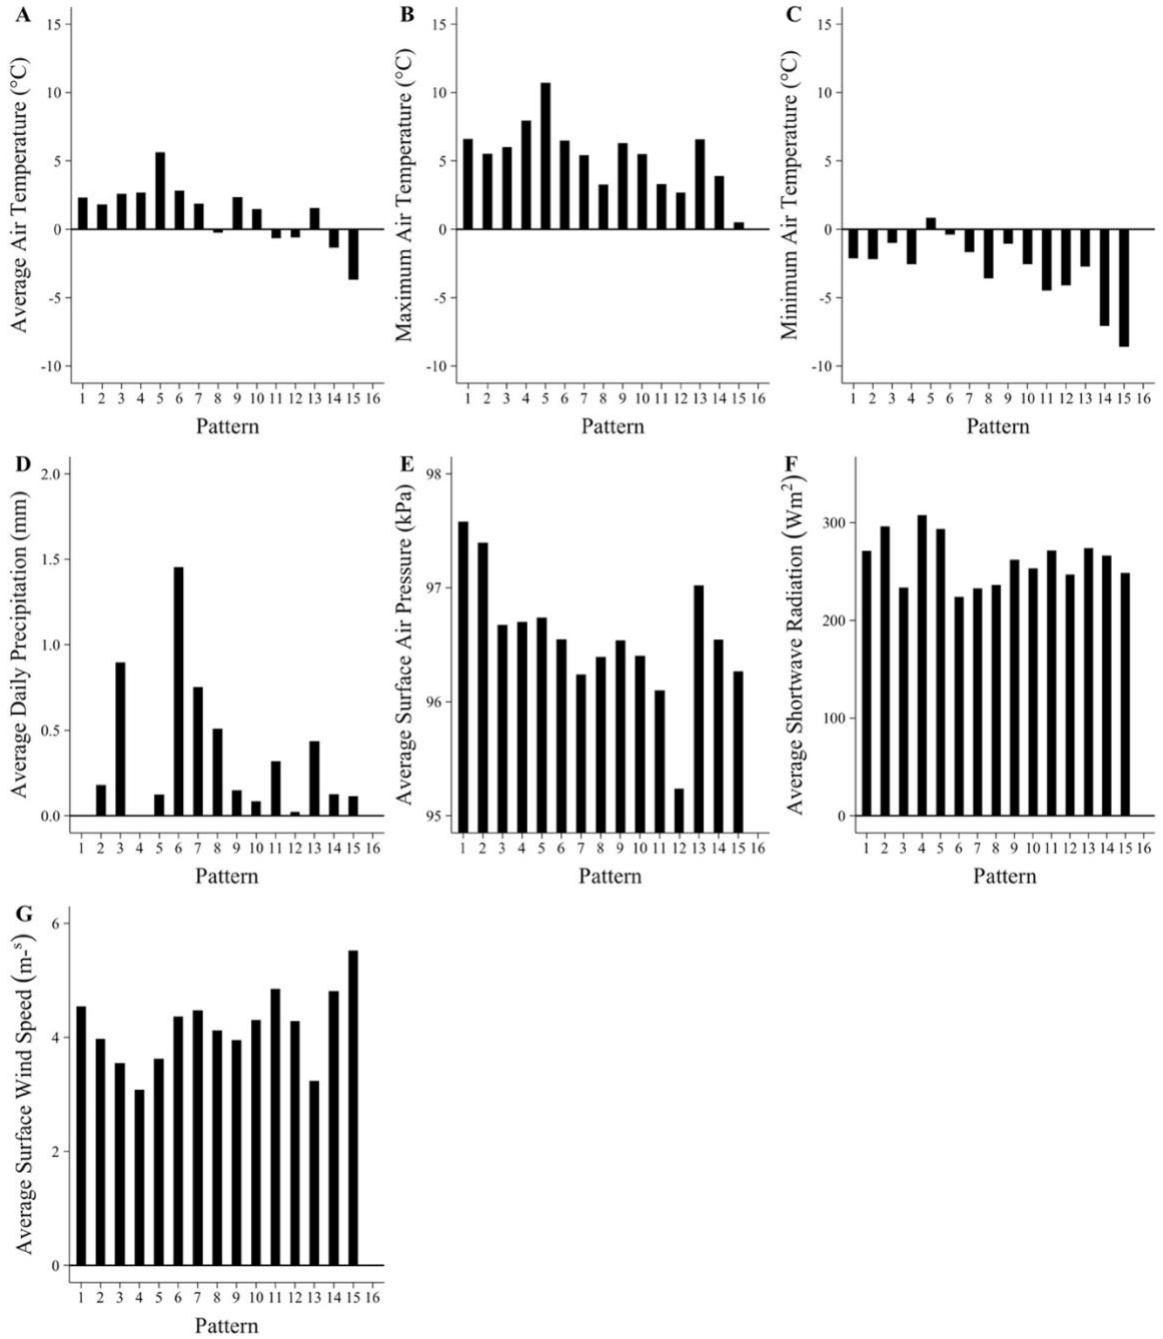 A
Average Air Temperature (°C)
15
10
5
0
-5
-10
1 2 3 4 5 6 7 8 9 10 11 12 13 14 15 16
Pattern
B
Maximum Air Temperature (°C)
15
10
5
0
-5
-10
1 2 3 4 5 6 7 8 9 10 11 12 13 14 15 16
Pattern
C
Minimum Air Temperature (°C)
15
10
5
0
-5
-10
1 2 3 4 5 6 7 8 9 10 11 12 13 14 15 16
Pattern
D
Average Daily Precipitation (mm)
2.0
1.5
1.0
0.5
0.0
1 2 3 4 5 6 7 8 9 10 11 12 13 14 15 16
Pattern
E
Average Surface Air Pressure (kPa)
98
97
96
95
1 2 3 4 5 6 7 8 9 10 11 12 13 14 15 16
Pattern
F
Average Shortwave Radiation (Wm²)
300
200
100
0
1 2 3 4 5 6 7 8 9 10 11 12 13 14 15 16
Pattern
G
Average Surface Wind Speed (m-ˢ)
6
4
2
0
1 2 3 4 5 6 7 8 9 10 11 12 13 14 15 16
Pattern